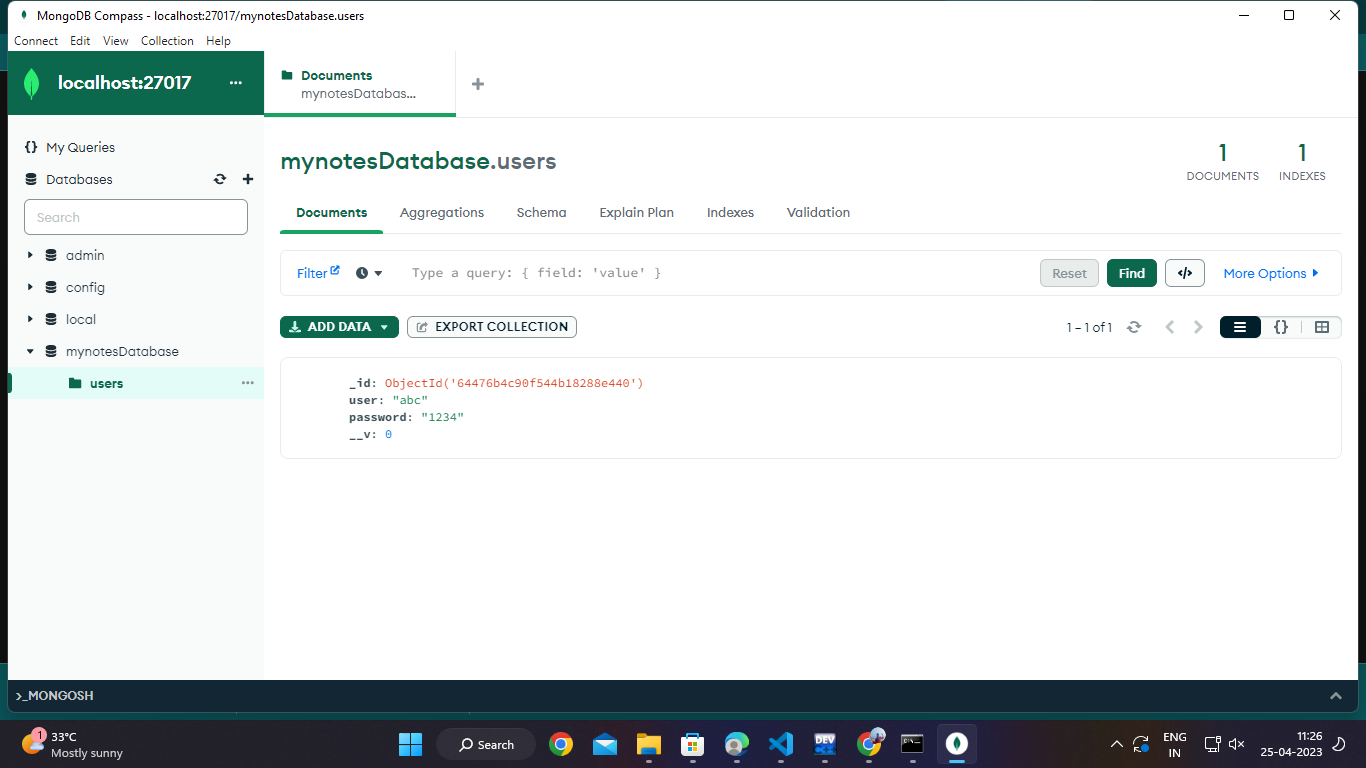 MongoDB Compass - localhost:27017/mynotesDatabase.users
Connect Edit View Collection Help
localhost:27017
Documents
mynotesDatabas...
My Queries
Databases
Search
admin
config
local
mynotesDatabase
users
mynotesDatabase.users
1
DOCUMENTS
1
INDEXES
Documents Aggregations Schema Explain Plan Indexes Validation
Filter Type a query: { field: 'value' } Reset Find </> More Options
ADD DATA EXPORT COLLECTION 1 – 1 of 1 {}
_id: ObjectId('64476b4c90f544b18288e440')
user: "abc"
password: "1234"
__v: 0
>_MONGOSH
1
33°C
Mostly sunny
Search
DEV
ENG
IN
11:26
25-04-2023